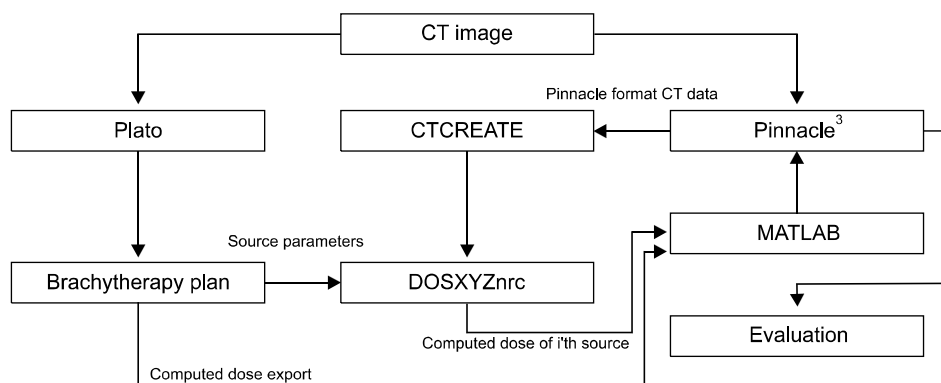 CT image
Pinnacle format CT data
Plato
CTCREATE
Pinnacle³
Source parameters
MATLAB
Brachytherapy plan
DOSXYZnrc
Computed dose of i'th source
Evaluation
Computed dose export